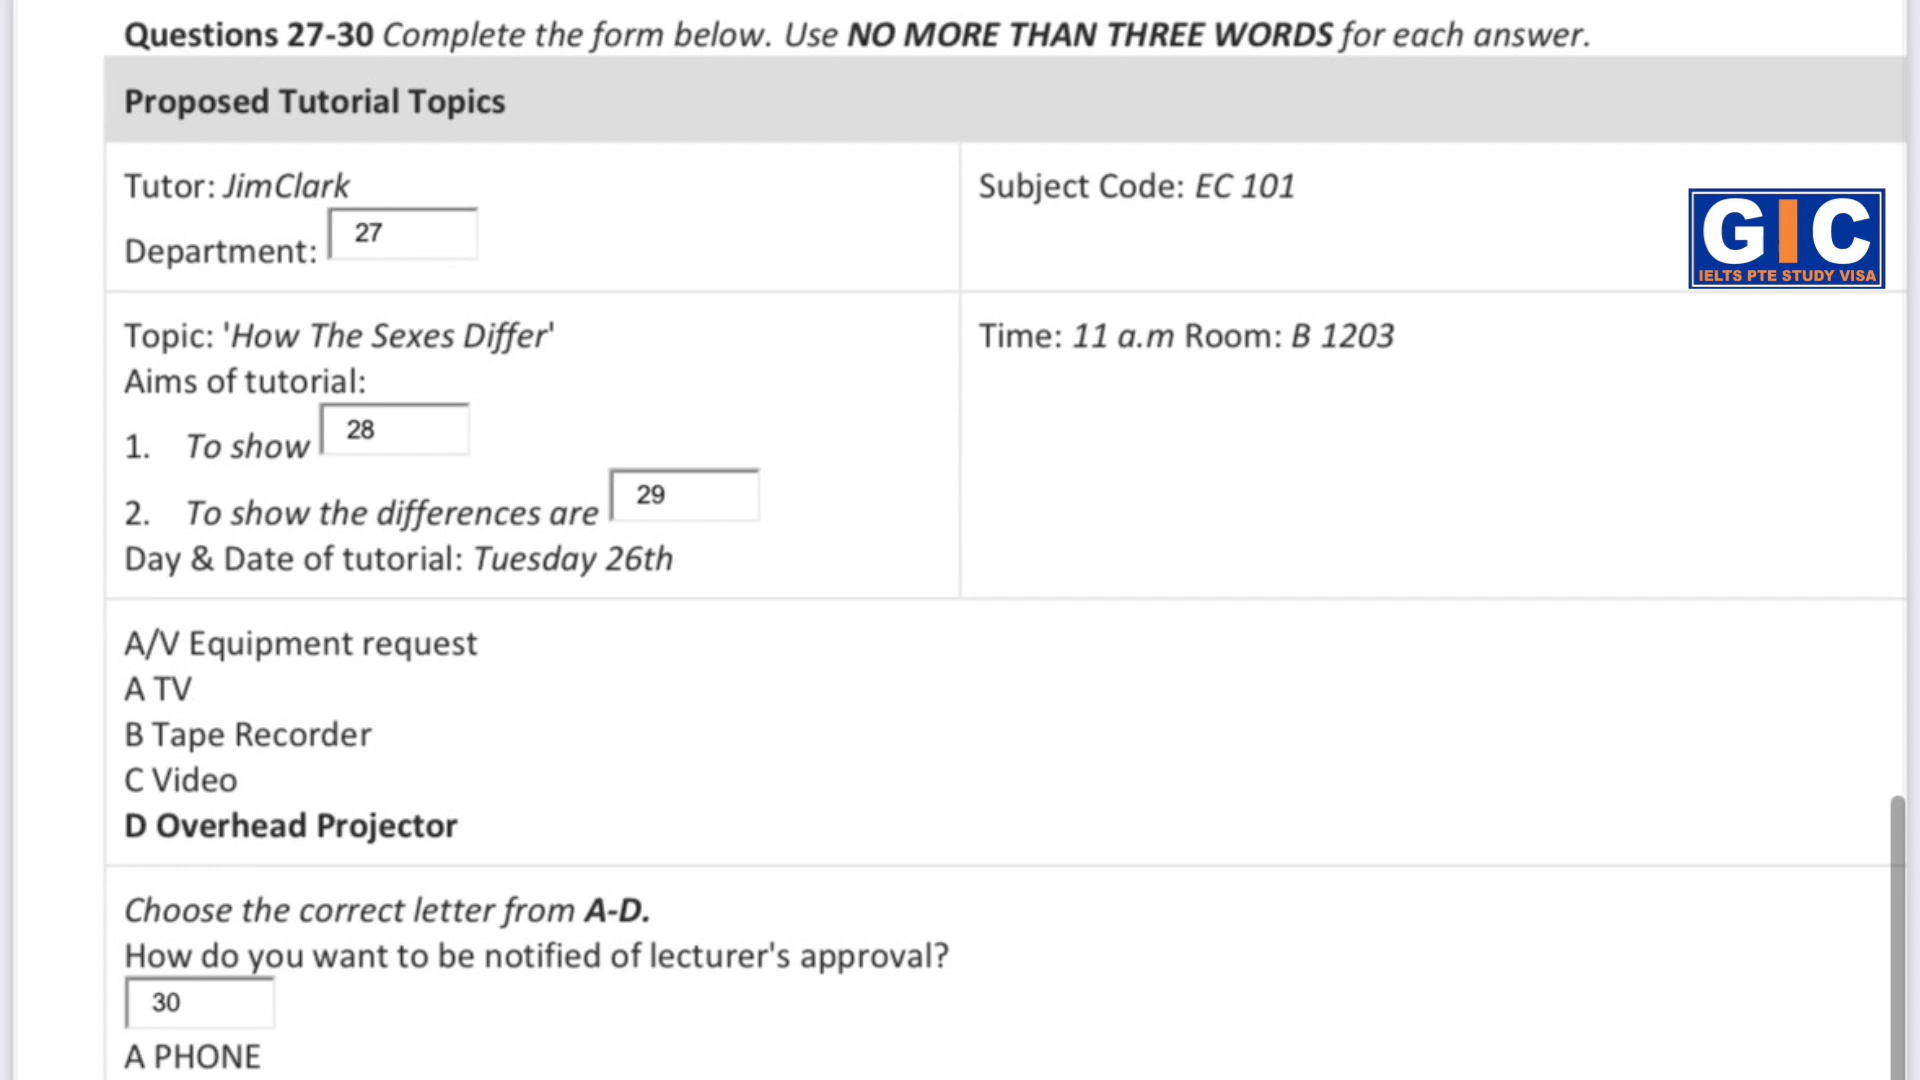 Questions 27-30 Complete the form below. Use NO MORE THAN THREE WORDS for each answer.
Proposed Tutorial Topics
Tutor: JimClark
Department: 27
Subject Code: EC 101
GIC
IELTS PTE STUDY VISA
Topic: 'How The Sexes Differ'
Aims of tutorial:
1. To show 28
2. To show the differences are 29
Day & Date of tutorial: Tuesday 26th
Time: 11 a.m Room: B 1203
A/V Equipment request
A TV
B Tape Recorder
C Video
D Overhead Projector
Choose the correct letter from A-D.
How do you want to be notified of lecturer's approval?
30
A PHONE